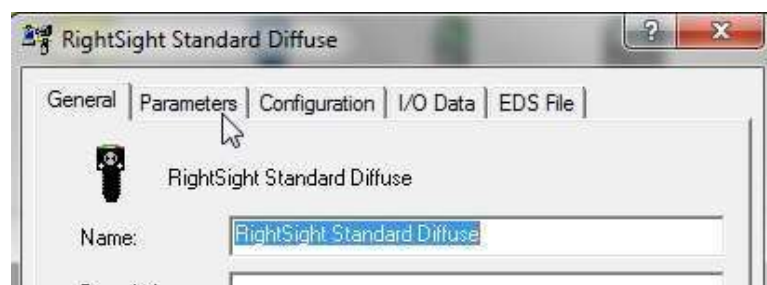 RightSight Standard Diffuse
General Parameters Configuration I/O Data EDS File
RightSight Standard Diffuse
Name: RightSight Standard Diffuse